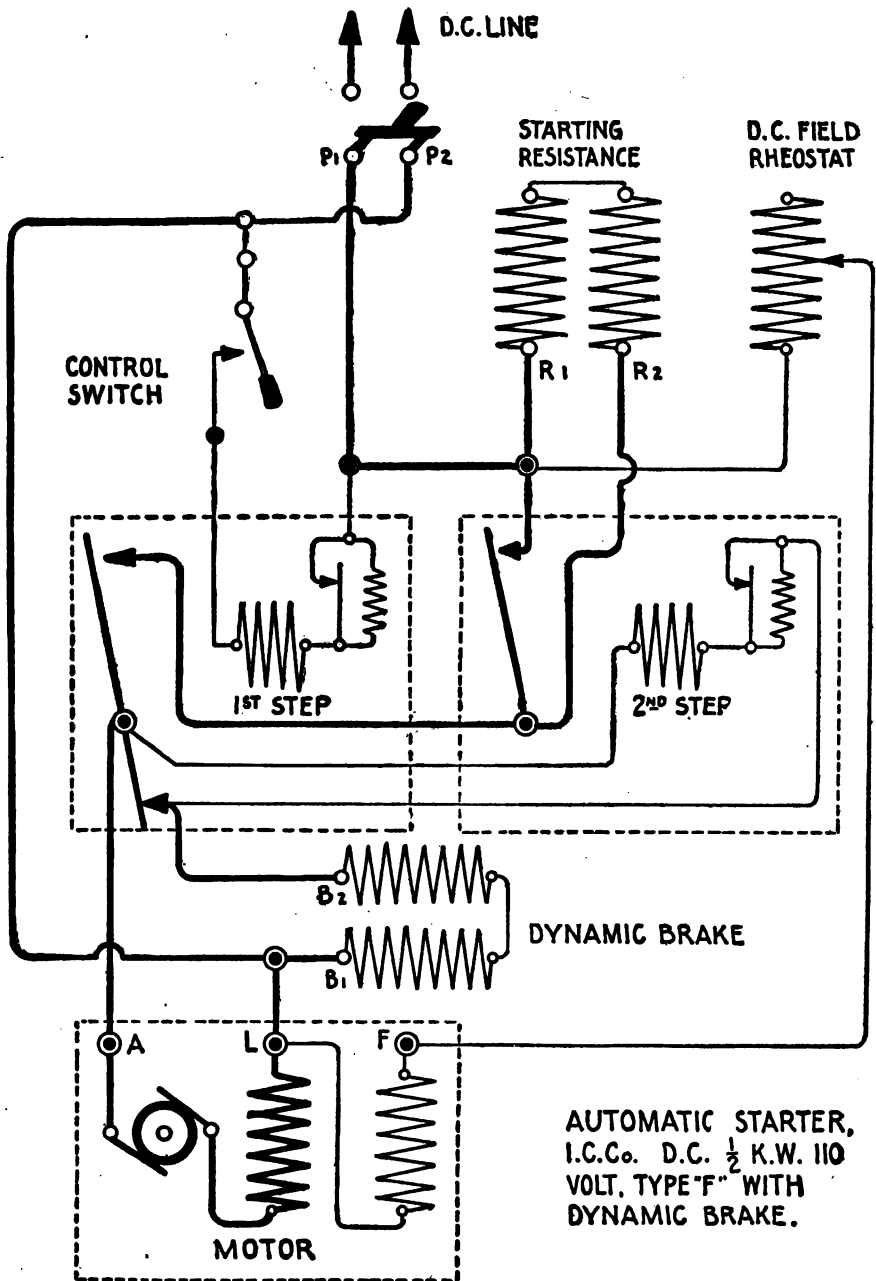 D.C. LINE
P1
P2
STARTING
RESISTANCE
D.C. FIELD
RHEOSTAT
CONTROL
SWITCH
R1
R2
1ST STEP
2ND STEP
B2
DYNAMIC BRAKE
B1
A
L
F
MOTOR
AUTOMATIC STARTER,
I.C.Co. D.C. ½ K.W. 110
VOLT, TYPE "F" WITH
DYNAMIC BRAKE.